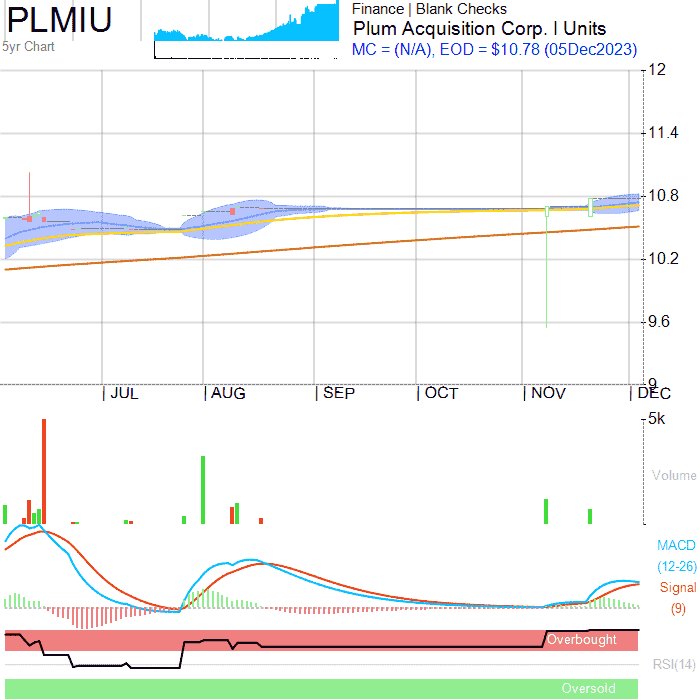 PLMIU
5yr Chart
Finance | Blank Checks
Plum Acquisition Corp. I Units
MC = (N/A), EOD = $10.78 (05Dec2023)
12
11.4
10.8
10.2
9.6
9
JUL
AUG
SEP
OCT
NOV
DEC
5k
Volume
MACD
(12-26)
Signal
(9)
Overbought
RSI(14)
Oversold